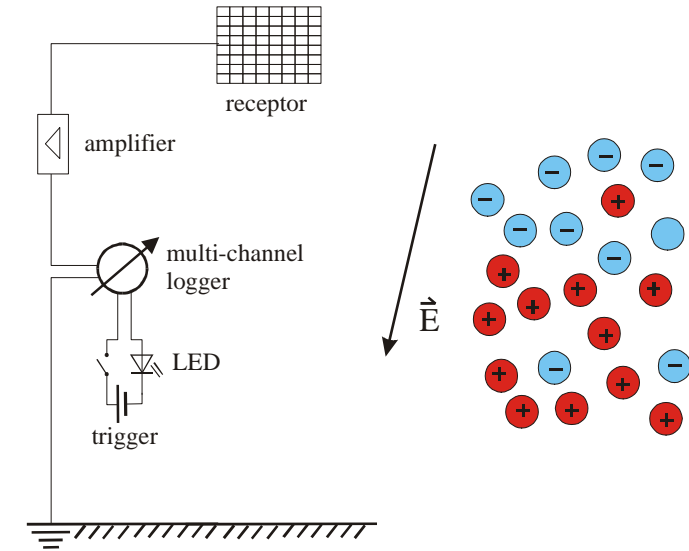 receptor
amplifier
multi-channel
logger
LED
trigger
E⃗
− − − −
+
− − −
+ + + +
+ + +
+ − + −
+ + +